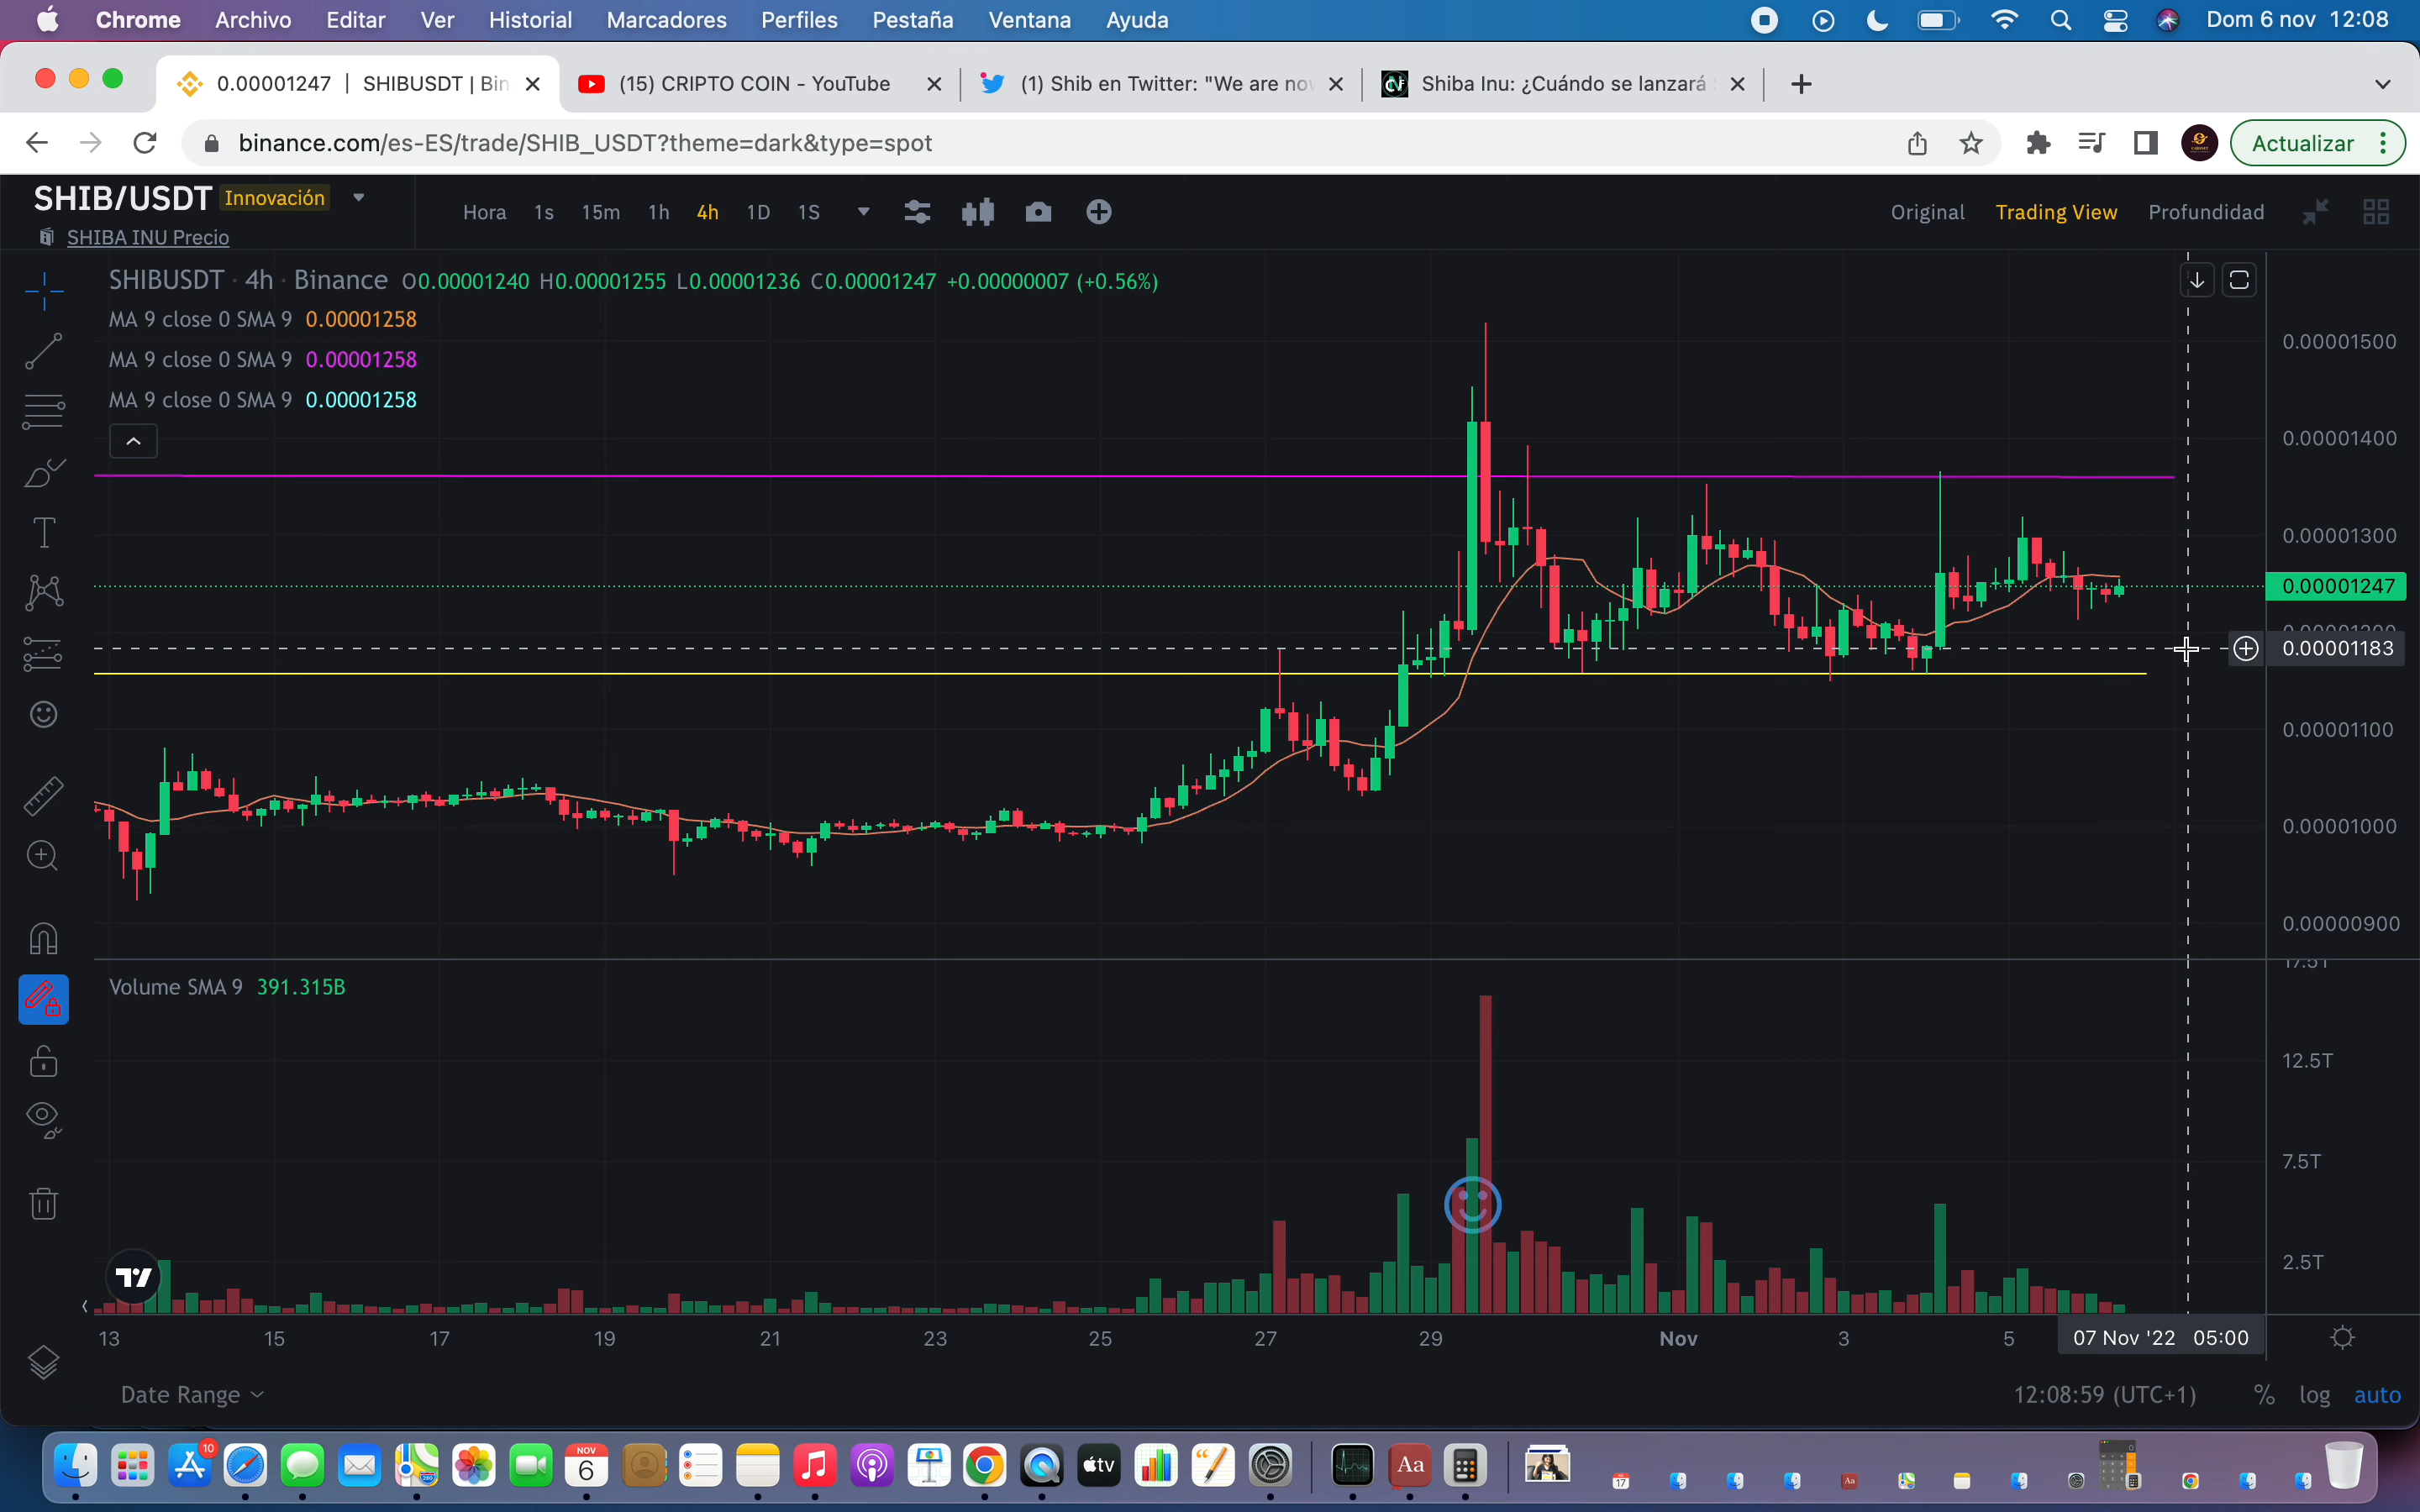 Chrome Archivo Editar Ver Historial Marcadores Perfiles Pestaña Ventana Ayuda Dom 6 nov 12:08
0.00001247 | SHIBUSDT | Bin (15) CRIPTO COIN - YouTube (1) Shib en Twitter: "We are nov Shiba Inu: ¿Cuándo se lanzará
binance.com/es-ES/trade/SHIB_USDT?theme=dark&type=spot Actualizar
SHIB/USDT Innovación
SHIBA INU Precio
Hora 1s 15m 1h 4h 1D 1S Original Trading View Profundidad
SHIBUSDT · 4h · Binance O0.00001240 H0.00001255 L0.00001236 C0.00001247 +0.00000007 (+0.56%)
MA 9 close 0 SMA 9 0.00001258
MA 9 close 0 SMA 9 0.00001258
MA 9 close 0 SMA 9 0.00001258
0.00001500
0.00001400
0.00001300
0.00001247
0.00001183
0.00001100
0.00001000
0.00000900
Volume SMA 9 391.315B
12.5T
7.5T
2.5T
13 15 17 19 21 23 25 27 29 Nov 3 5 07 Nov '22 05:00
Date Range 12:08:59 (UTC+1) % log auto
10
NOV
6
280
tv
Aa
17